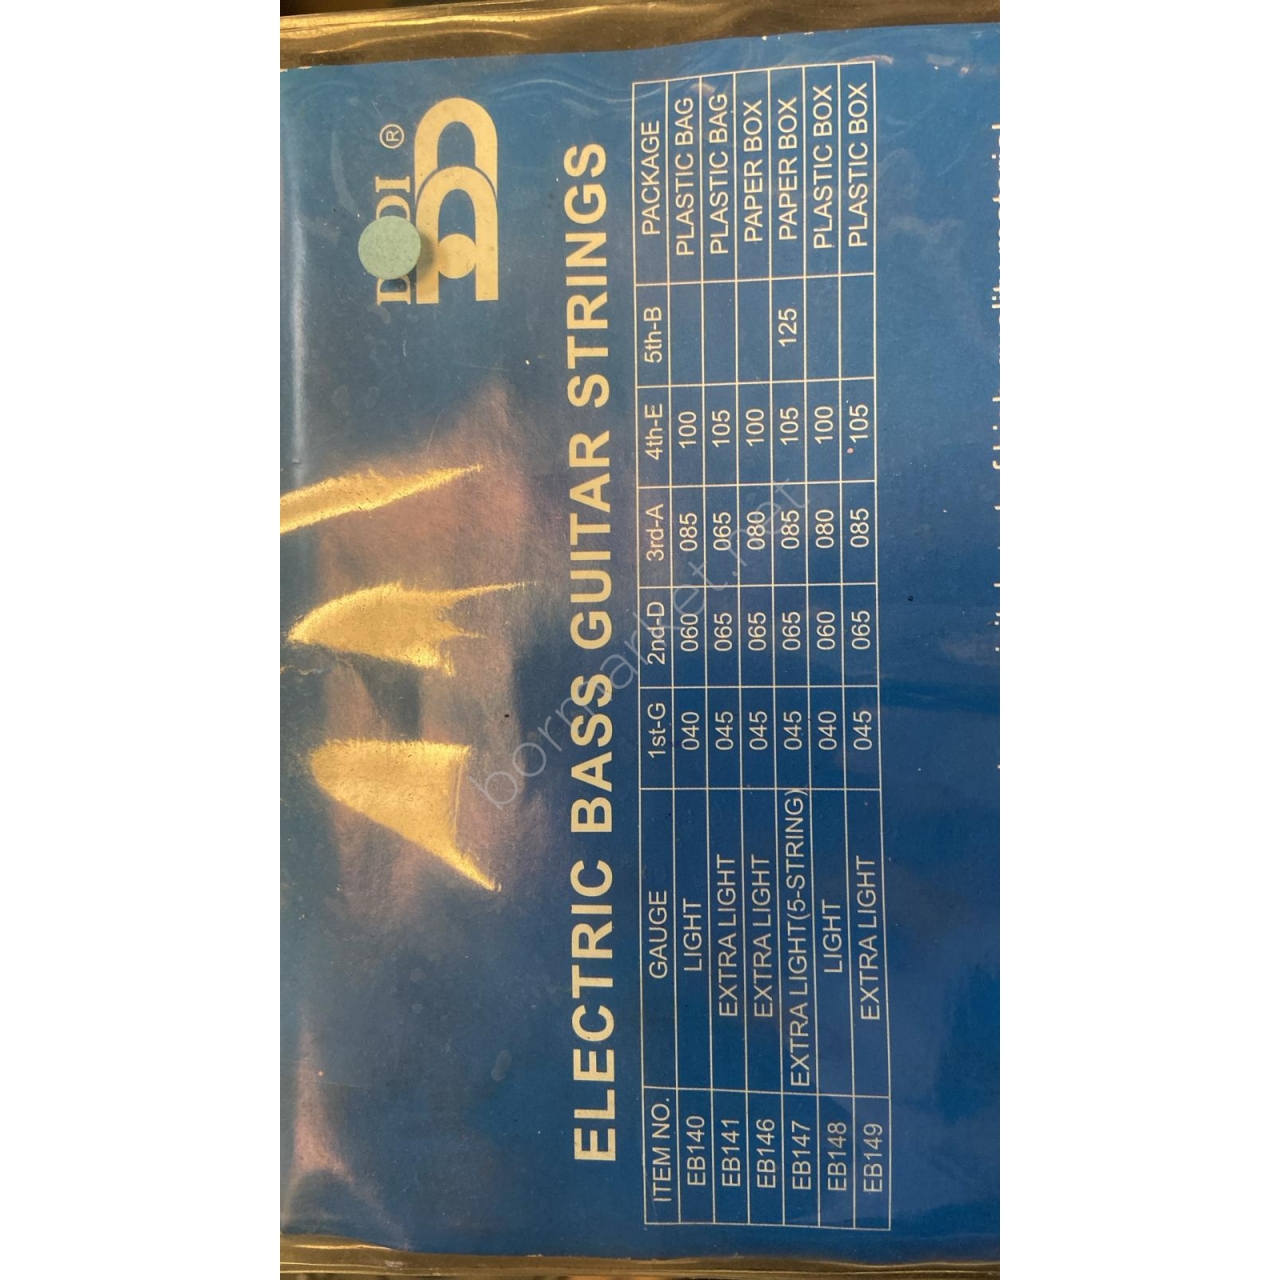 ®
ELECTRIC BASS GUITAR STRINGS
ITEM NO. GAUGE 1st-G 2nd-D 3rd-A 4th-E 5th-B PACKAGE
EB140 LIGHT 040 060 085 100 PLASTIC BAG
EB141 EXTRA LIGHT 045 065 065 105 PLASTIC BAG
EB146 EXTRA LIGHT 045 065 080 100 PAPER BOX
EB147 EXTRA LIGHT(5-STRING) 045 065 085 105 125 PAPER BOX
EB148 LIGHT 040 060 080 100 PLASTIC BOX
EB149 EXTRA LIGHT 045 065 085 105 PLASTIC BOX
bormarket.net